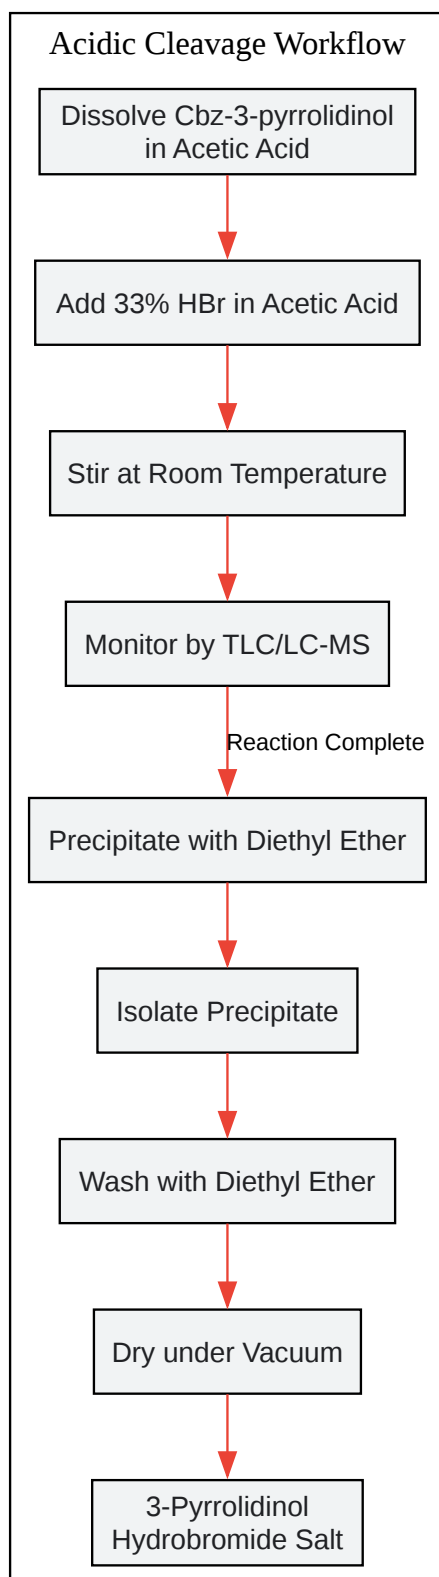 Acidic Cleavage Workflow
Dissolve Cbz-3-pyrrolidinol
in Acetic Acid
Add 33% HBr in Acetic Acid
Stir at Room Temperature
Monitor by TLC/LC-MS
Reaction Complete
Precipitate with Diethyl Ether
Isolate Precipitate
Wash with Diethyl Ether
Dry under Vacuum
3-Pyrrolidinol
Hydrobromide Salt